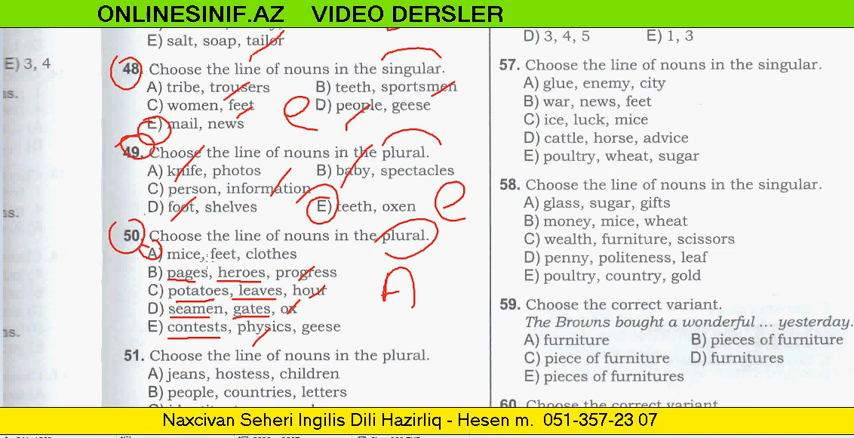 ONLINESINIF.AZ VIDEO DERSLER
E) salt, soap, tailor
E) 3, 4
48. Choose the line of nouns in the singular.
A) tribe, trousers B) teeth, sportsmen
C) women, feet D) people, geese
E) mail, news
e
49. Choose the line of nouns in the plural.
A) knife, photos B) baby, spectacles
C) person, information
D) foot, shelves E) teeth, oxen
e
50. Choose the line of nouns in the plural.
A) mice, feet, clothes
B) pages, heroes, progress
C) potatoes, leaves, hour
D) seamen, gates, ox
E) contests, physics, geese
A
51. Choose the line of nouns in the plural.
A) jeans, hostess, children
B) people, countries, letters
D) 3, 4, 5 E) 1, 3
57. Choose the line of nouns in the singular.
A) glue, enemy, city
B) war, news, feet
C) ice, luck, mice
D) cattle, horse, advice
E) poultry, wheat, sugar
58. Choose the line of nouns in the singular.
A) glass, sugar, gifts
B) money, mice, wheat
C) wealth, furniture, scissors
D) penny, politeness, leaf
E) poultry, country, gold
59. Choose the correct variant.
The Browns bought a wonderful ... yesterday.
A) furniture B) pieces of furniture
C) piece of furniture D) furnitures
E) pieces of furnitures
60. Choose the correct variant
Naxcivan Seheri Ingilis Dili Hazirliq - Hesen m. 051-357-23 07